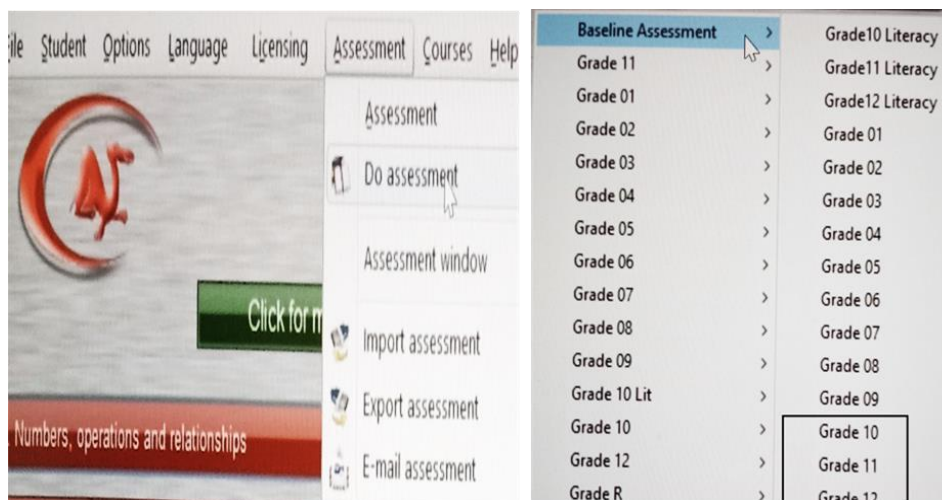 File Student Options Language Licensing Assessment Courses Help
Assessment
Do assessment
Assessment window
Click for m
Import assessment
Export assessment
Numbers, operations and relationships
E-mail assessment
Baseline Assessment
Grade 11
Grade 01
Grade 02
Grade 03
Grade 04
Grade 05
Grade 06
Grade 07
Grade 08
Grade 09
Grade 10 Lit
Grade 10
Grade 12
Grade R
Grade10 Literacy
Grade11 Literacy
Grade12 Literacy
Grade 01
Grade 02
Grade 03
Grade 04
Grade 05
Grade 06
Grade 07
Grade 08
Grade 09
Grade 10
Grade 11
Grade 12